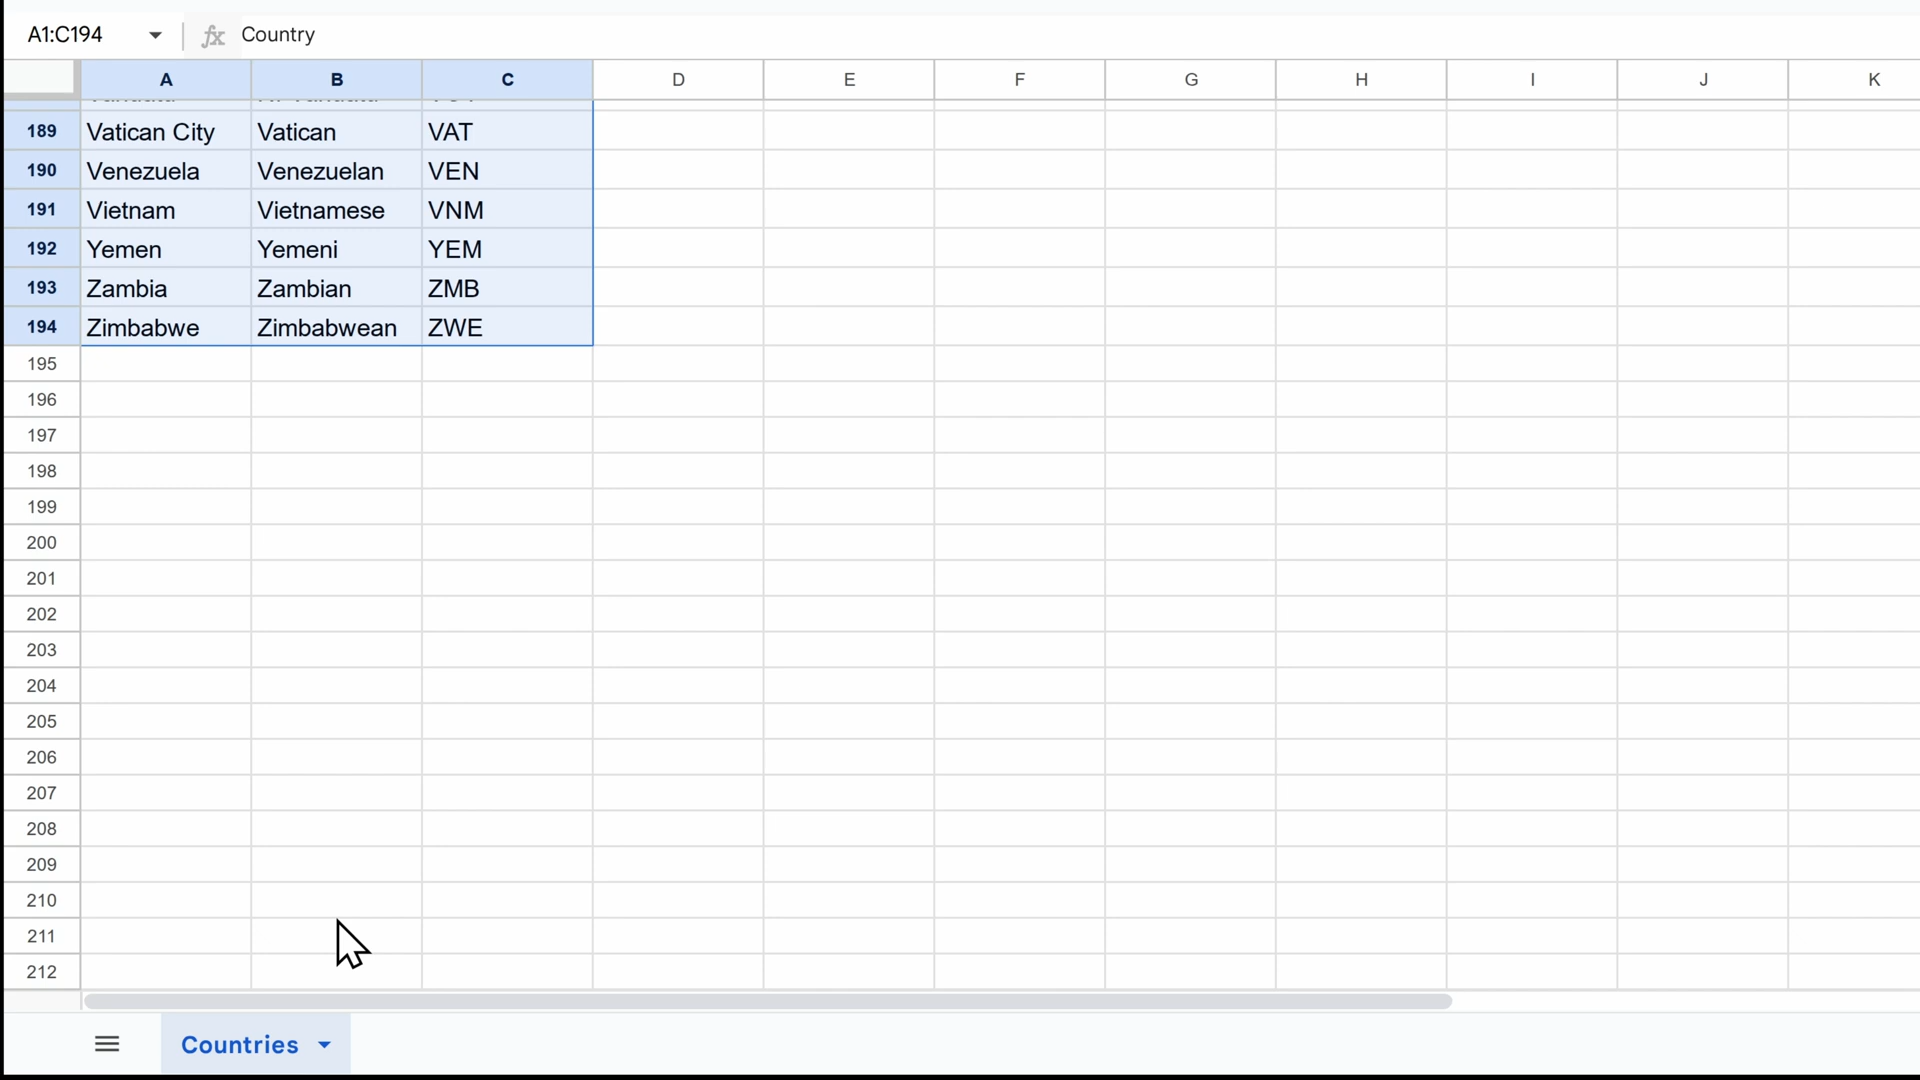 A1:C194 fx Country
A B C D E F G H I J K
189 Vatican City Vatican VAT
190 Venezuela Venezuelan VEN
191 Vietnam Vietnamese VNM
192 Yemen Yemeni YEM
193 Zambia Zambian ZMB
194 Zimbabwe Zimbabwean ZWE
195
196
197
198
199
200
201
202
203
204
205
206
207
208
209
210
211
212
Countries